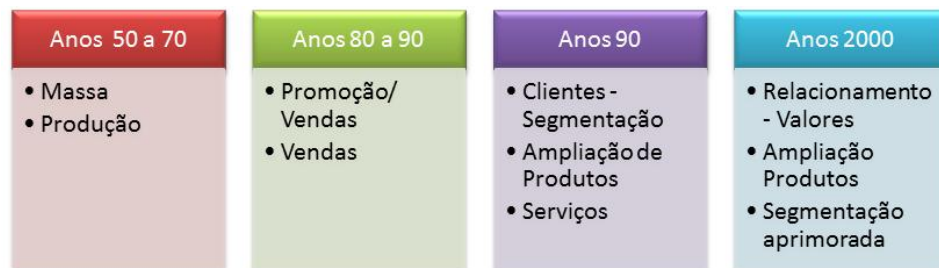 Anos 50 a 70
• Massa
• Produção
Anos 80 a 90
• Promoção/
Vendas
• Vendas
Anos 90
• Clientes -
Segmentação
• Ampliação de
Produtos
• Serviços
Anos 2000
• Relacionamento
- Valores
• Ampliação
Produtos
• Segmentação
aprimorada